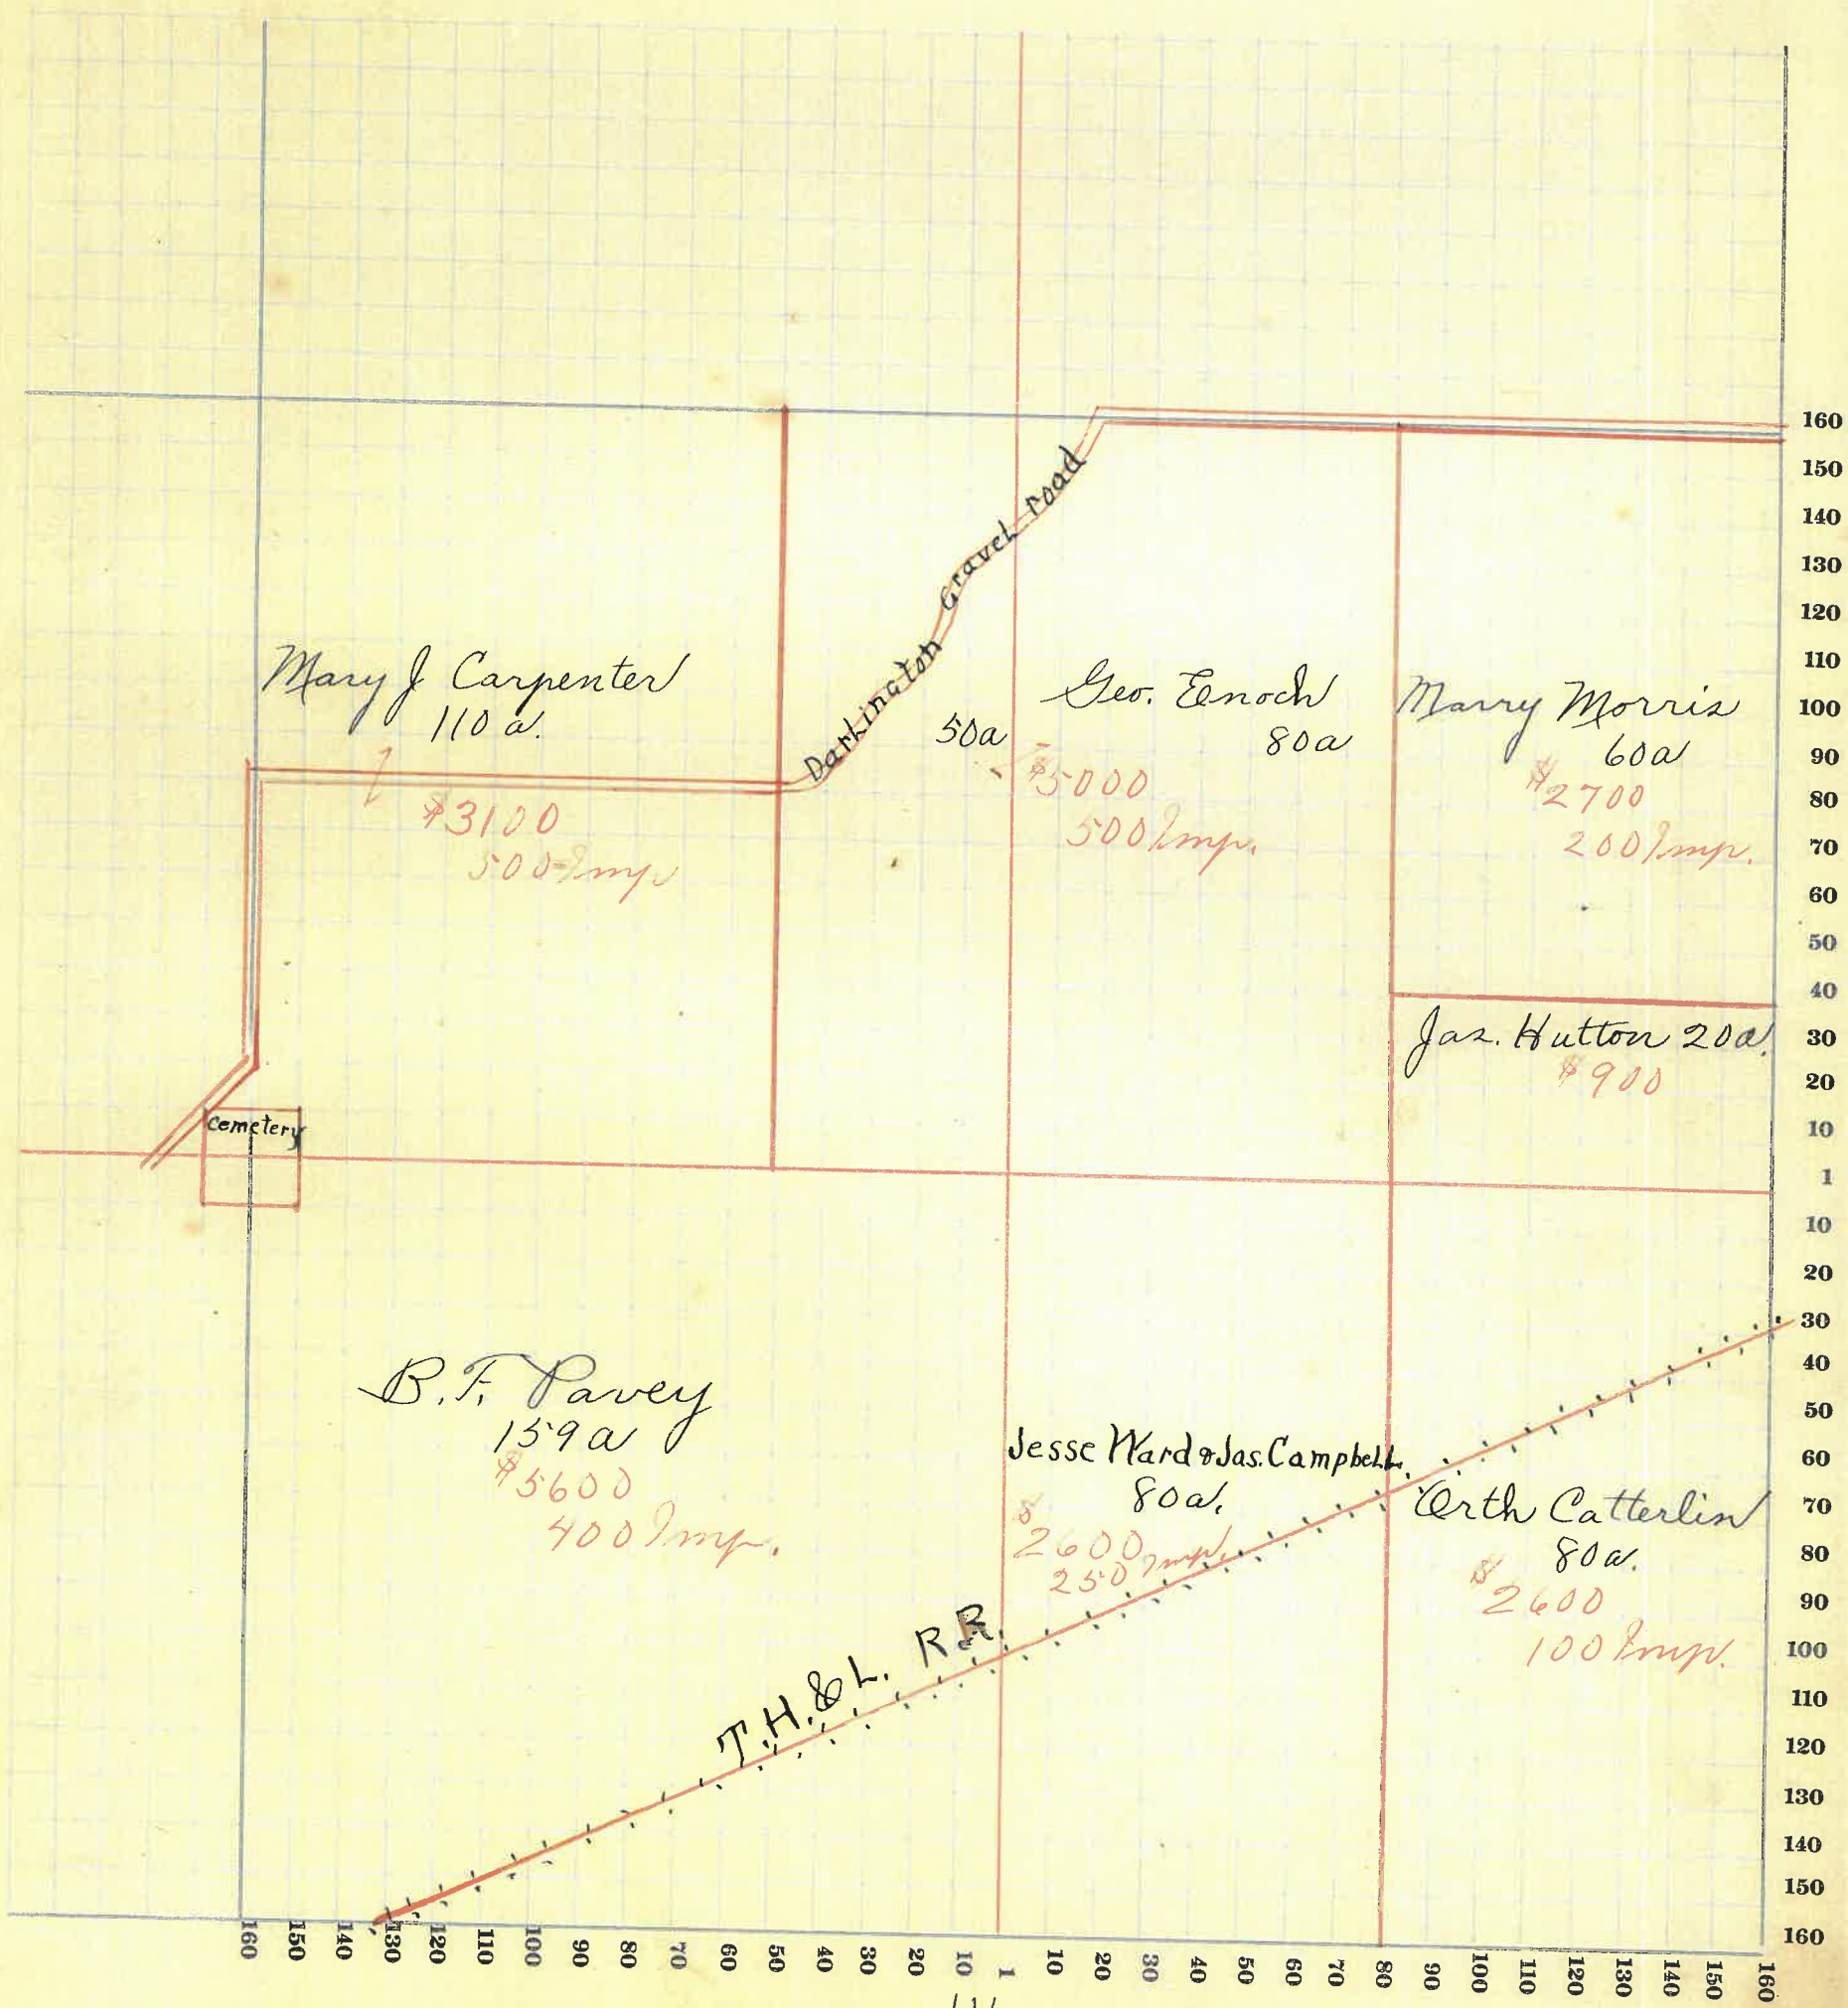 Darlington Gravel road
Mary J Carpenter
110 a.
$3100
500 Imp
50a
Geo. Enoch
80a
$5000
500 Imp.
Marry Morris
60a
$2700
200 Imp.
Jas. Hutton 20a.
$900
Cemetery
B. F. Pavey
159 a
$5600
400 Imp.
Jesse Ward & Jas. Campbell.
80a.
$2600
250 Imp.
Orth Catterlin
80a.
$2600
100 Imp.
T. H. & L. R R.
160
150
140
130
120
110
100
90
80
70
60
50
40
30
20
10
1
10
20
30
40
50
60
70
80
90
100
110
120
130
140
150
160
160 150 140 130 120 110 100 90 80 70 60 50 40 30 20 10 1 10 20 30 40 50 60 70 80 90 100 110 120 130 140 150 160